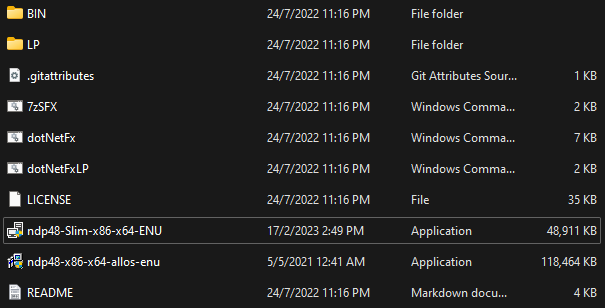 BIN 24/7/2022 11:16 PM File folder
LP 24/7/2022 11:16 PM File folder
.gitattributes 24/7/2022 11:16 PM Git Attributes Sour... 1 KB
7zSFX 24/7/2022 11:16 PM Windows Comma... 1 KB
dotNetFx 24/7/2022 11:16 PM Windows Comma... 7 KB
dotNetFxLP 24/7/2022 11:16 PM Windows Comma... 2 KB
LICENSE 24/7/2022 11:16 PM File 35 KB
ndp48-Slim-x86-x64-ENU 17/2/2023 2:49 PM Application 48,911 KB
ndp48-x86-x64-allos-enu 5/5/2021 12:41 AM Application 118,464 KB
README 24/7/2022 11:16 PM Markdown docu... 4 KB